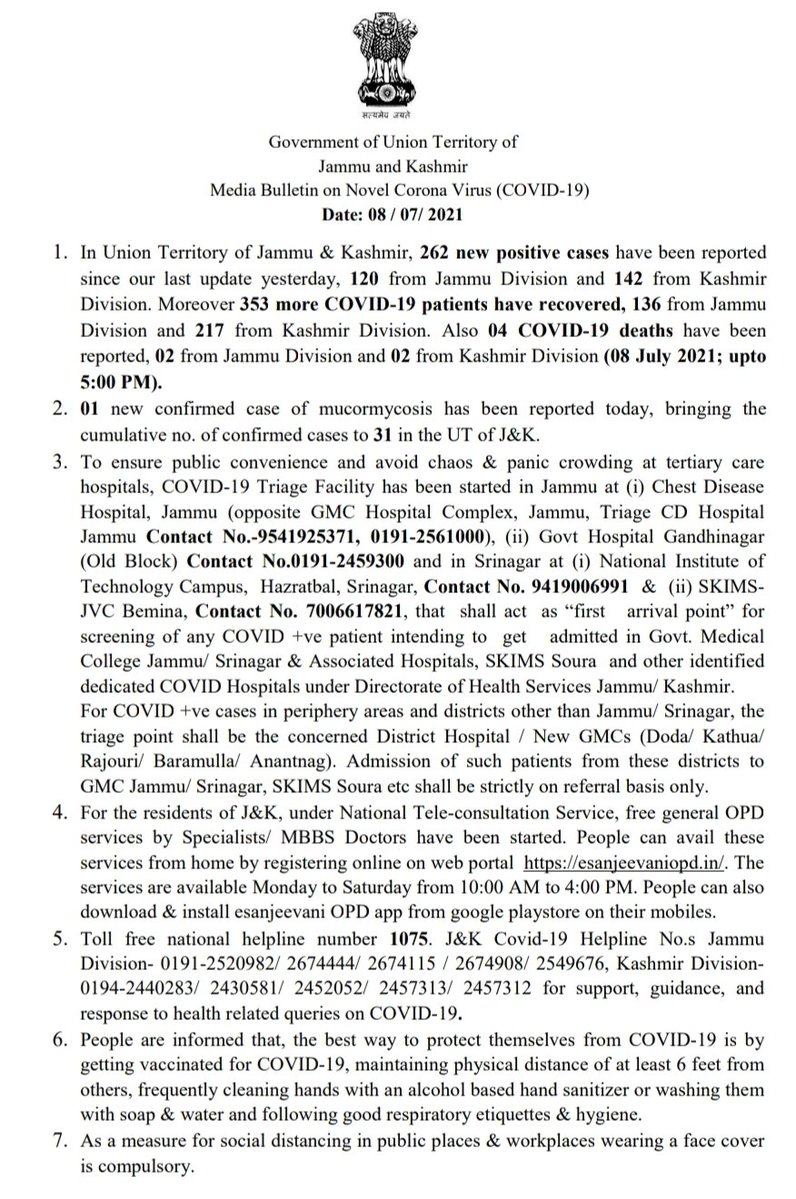 सत्यमेव जयते
Government of Union Territory of
Jammu and Kashmir
Media Bulletin on Novel Corona Virus (COVID-19)
Date: 08 / 07/ 2021
1. In Union Territory of Jammu & Kashmir, 262 new positive cases have been reported
since our last update yesterday, 120 from Jammu Division and 142 from Kashmir
Division. Moreover 353 more COVID-19 patients have recovered, 136 from Jammu
Division and 217 from Kashmir Division. Also 04 COVID-19 deaths have been
reported, 02 from Jammu Division and 02 from Kashmir Division (08 July 2021; upto
5:00 PM).
2. 01 new confirmed case of mucormycosis has been reported today, bringing the
cumulative no. of confirmed cases to 31 in the UT of J&K.
3. To ensure public convenience and avoid chaos & panic crowding at tertiary care
hospitals, COVID-19 Triage Facility has been started in Jammu at (i) Chest Disease
Hospital, Jammu (opposite GMC Hospital Complex, Jammu, Triage CD Hospital
Jammu Contact No.-9541925371, 0191-2561000), (ii) Govt Hospital Gandhinagar
(Old Block) Contact No.0191-2459300 and in Srinagar at (i) National Institute of
Technology Campus, Hazratbal, Srinagar, Contact No. 9419006991 & (ii) SKIMS-
JVC Bemina, Contact No. 7006617821, that shall act as “first arrival point” for
screening of any COVID +ve patient intending to get admitted in Govt. Medical
College Jammu/ Srinagar & Associated Hospitals, SKIMS Soura and other identified
dedicated COVID Hospitals under Directorate of Health Services Jammu/ Kashmir.
For COVID +ve cases in periphery areas and districts other than Jammu/ Srinagar, the
triage point shall be the concerned District Hospital / New GMCs (Doda/ Kathua/
Rajouri/ Baramulla/ Anantnag). Admission of such patients from these districts to
GMC Jammu/ Srinagar, SKIMS Soura etc shall be strictly on referral basis only.
4. For the residents of J&K, under National Tele-consultation Service, free general OPD
services by Specialists/ MBBS Doctors have been started. People can avail these
services from home by registering online on web portal https://esanjeevaniopd.in/. The
services are available Monday to Saturday from 10:00 AM to 4:00 PM. People can also
download & install esanjeevani OPD app from google playstore on their mobiles.
5. Toll free national helpline number 1075. J&K Covid-19 Helpline No.s Jammu
Division- 0191-2520982/ 2674444/ 2674115 / 2674908/ 2549676, Kashmir Division-
0194-2440283/ 2430581/ 2452052/ 2457313/ 2457312 for support, guidance, and
response to health related queries on COVID-19.
6. People are informed that, the best way to protect themselves from COVID-19 is by
getting vaccinated for COVID-19, maintaining physical distance of at least 6 feet from
others, frequently cleaning hands with an alcohol based hand sanitizer or washing them
with soap & water and following good respiratory etiquettes & hygiene.
7. As a measure for social distancing in public places & workplaces wearing a face cover
is compulsory.